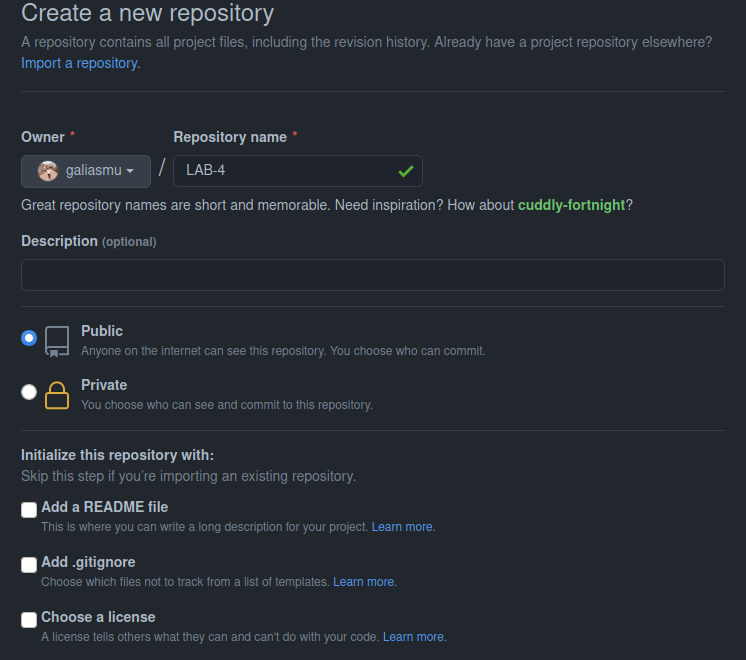 Create a new repository
A repository contains all project files, including the revision history. Already have a project repository elsewhere?
Import a repository.
Owner * Repository name *
galiasmu / LAB-4
Great repository names are short and memorable. Need inspiration? How about cuddly-fortnight?
Description (optional)
Public
Anyone on the internet can see this repository. You choose who can commit.
Private
You choose who can see and commit to this repository.
Initialize this repository with:
Skip this step if you're importing an existing repository.
Add a README file
This is where you can write a long description for your project. Learn more.
Add .gitignore
Choose which files not to track from a list of templates. Learn more.
Choose a license
A license tells others what they can and can't do with your code. Learn more.